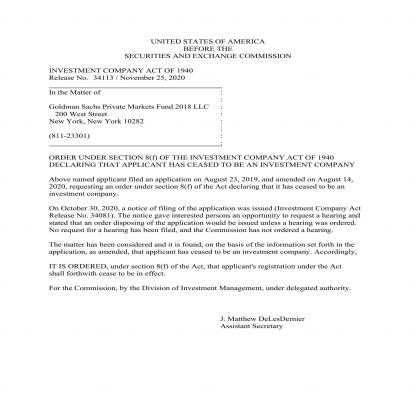 UNITED STATES OF AMERICA
BEFORE THE
SECURITIES AND EXCHANGE COMMISSION
INVESTMENT COMPANY ACT OF 1940
Release No. 34113 / November 25, 2020
In the Matter of :
Goldman Sachs Private Markets Fund 2018 LLC :
200 West Street :
New York, New York 10282 :
(811-23301) :
ORDER UNDER SECTION 8(f) OF THE INVESTMENT COMPANY ACT OF 1940
DECLARING THAT APPLICANT HAS CEASED TO BE AN INVESTMENT COMPANY
Above named applicant filed an application on August 23, 2019, and amended on August 14,
2020, requesting an order under section 8(f) of the Act declaring that it has ceased to be an
investment company.
On October 30, 2020, a notice of filing of the application was issued (Investment Company Act
Release No. 34081). The notice gave interested persons an opportunity to request a hearing and
stated that an order disposing of the application would be issued unless a hearing was ordered.
No request for a hearing has been filed, and the Commission has not ordered a hearing.
The matter has been considered and it is found, on the basis of the information set forth in the
application, as amended, that applicant has ceased to be an investment company. Accordingly,
IT IS ORDERED, under section 8(f) of the Act, that applicant's registration under the Act
shall forthwith cease to be in effect.
For the Commission, by the Division of Investment Management, under delegated authority.
J. Matthew DeLesDernier
Assistant Secretary